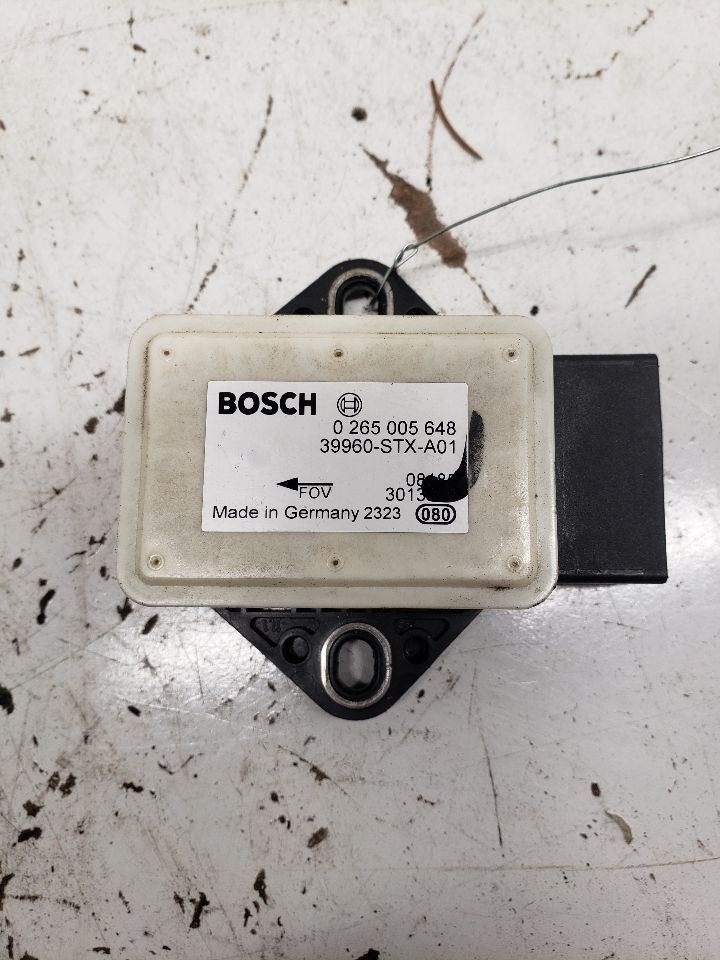 BOSCH
0 265 005 648
39960-STX-A01
FOV
Made in Germany 2323 080